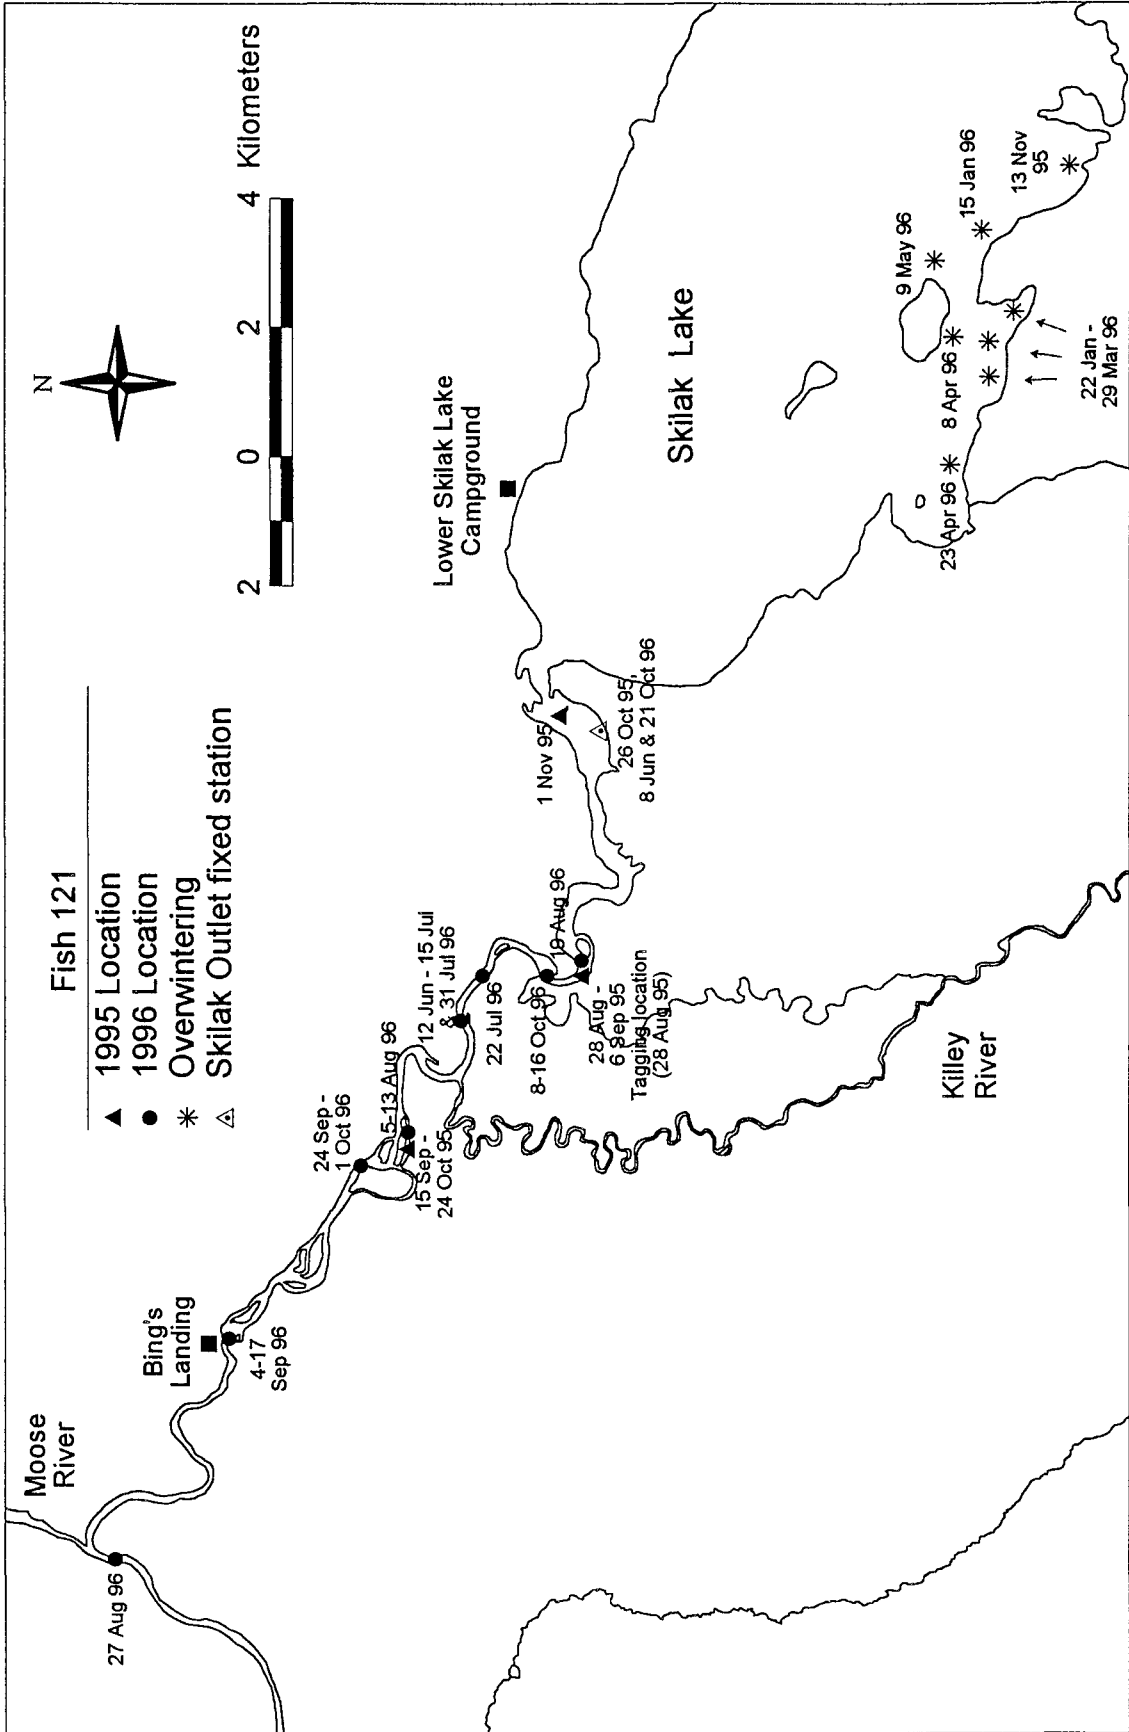 Fish 121
1995 Location
1996 Location
Overwintering
Skilak Outlet fixed station
N
2 0 2 4 Kilometers
Moose
River
27 Aug 96
Bing's
Landing
4-17
Sep 96
24 Sep -
1 Oct 96
5-13 Aug 96
15 Sep -
24 Oct 95
12 Jun - 15 Jul
& 31 Jul 96
22 Jul 96
8-16 Oct 96
19 Aug 96
28 Aug -
6 Sep 95
Tagging location
(28 Aug 95)
Killey
River
1 Nov 95
26 Oct 95,
8 Jun & 21 Oct 96
Lower Skilak Lake
Campground
Skilak Lake
23 Apr 96
8 Apr 96
9 May 96
15 Jan 96
13 Nov
95
22 Jan -
29 Mar 96